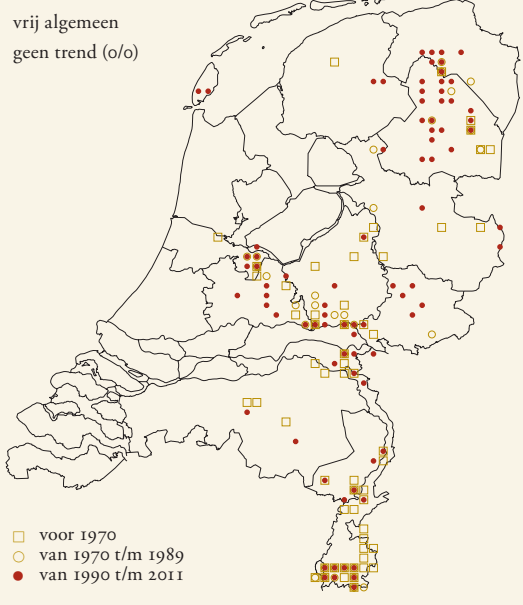 vrij algemeen
geen trend (0/0)
voor 1970
van 1970 t/m 1989
van 1990 t/m 2011